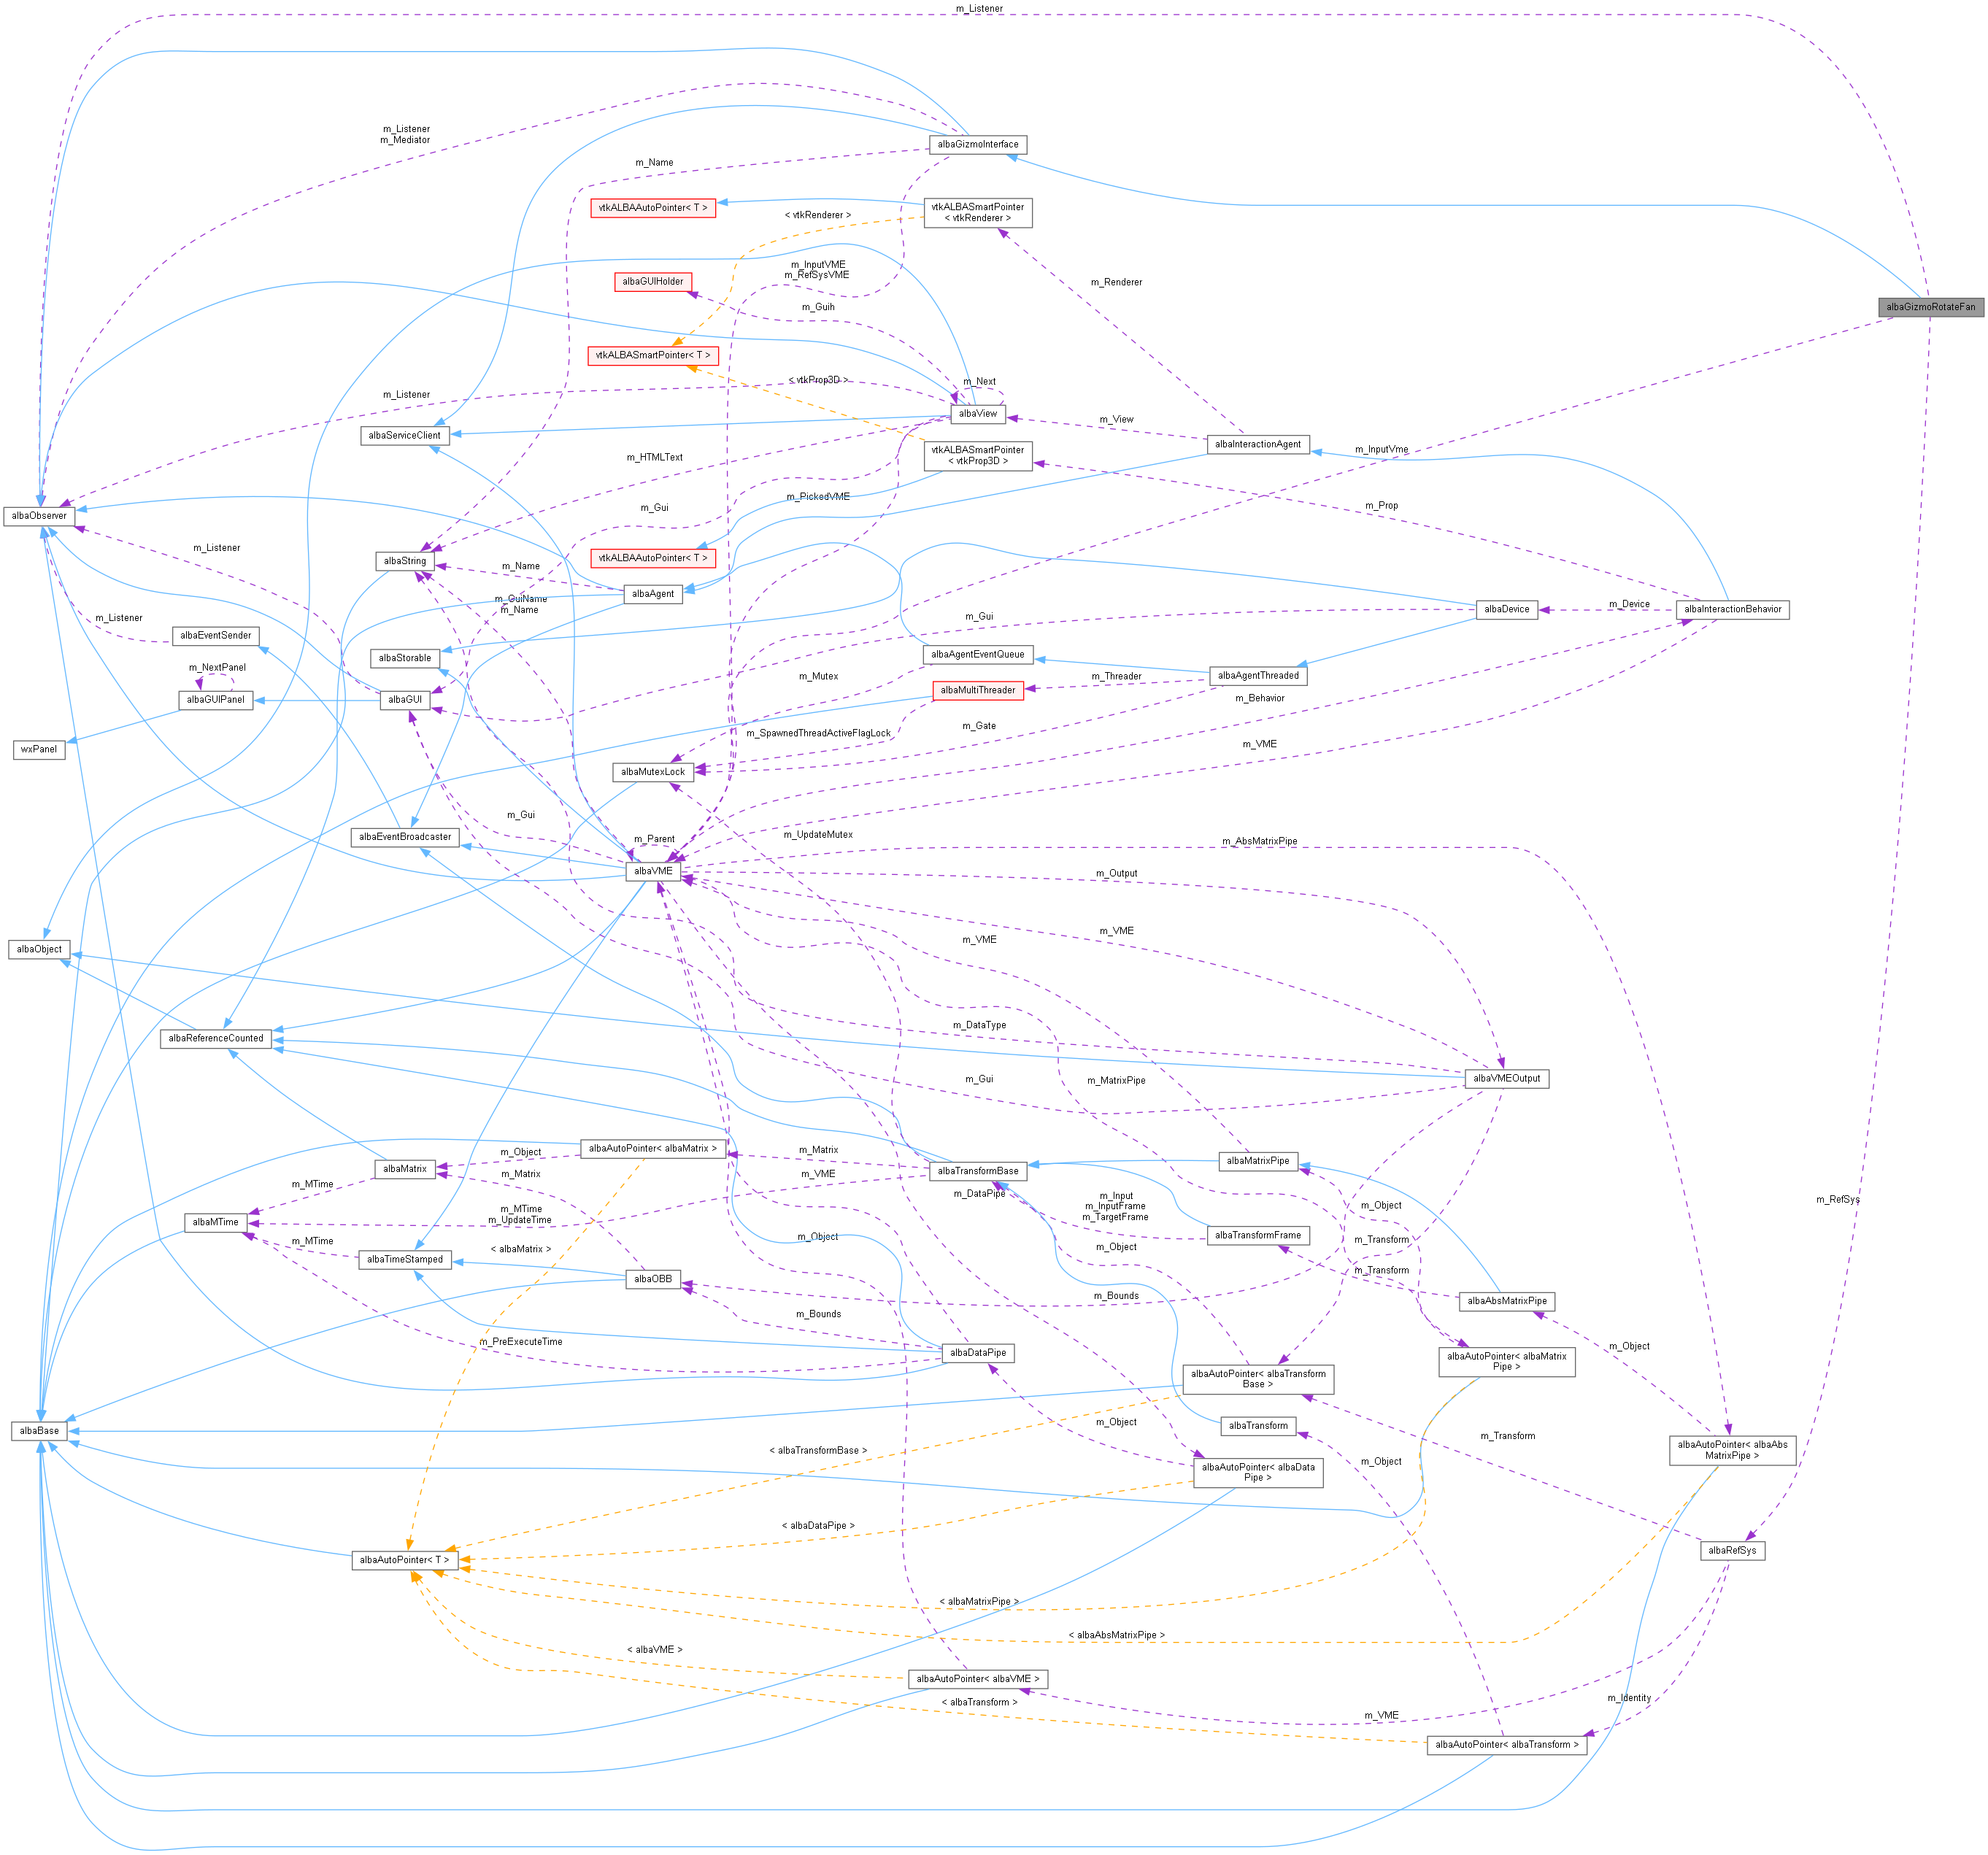 m_Listener
m_Listener
m_Mediator
albaGizmoInterface
m_Name
vtkALBAAutoPointer< T >
vtkALBASmartPointer
< vtkRenderer >
< vtkRenderer >
m_InputVME
m_RefSysVME
albaGUIHolder
m_Renderer
m_Guih
albaGizmoRotateFan
vtkALBASmartPointer< T >
< vtkProp3D >
m_Next
m_Listener
albaView
m_View
albaServiceClient
albaInteractionAgent
m_InputVme
m_HTMLText
vtkALBASmartPointer
< vtkProp3D >
m_PickedVME
m_Gui
m_Prop
albaObserver
m_Listener
albaString
vtkALBAAutoPointer< T >
m_Name
albaAgent
m_GuiName
m_Name
m_Device
albaDevice
albaInteractionBehavior
m_Listener
m_Gui
albaEventSender
albaStorable
albaAgentEventQueue
m_NextPanel
m_Mutex
m_Threader
albaAgentThreaded
albaGUIPanel
albaGUI
albaMultiThreader
m_Behavior
m_Gate
m_SpawnedThreadActiveFlagLock
wxPanel
m_VME
albaMutexLock
m_Gui
albaEventBroadcaster
m_Parent
m_UpdateMutex
m_AbsMatrixPipe
albaVME
m_Output
m_VME
m_VME
albaObject
m_DataType
albaReferenceCounted
m_Gui
m_MatrixPipe
albaVMEOutput
albaAutoPointer< albaMatrix >
m_Object
m_Matrix
albaMatrix
m_Matrix
albaTransformBase
albaMatrixPipe
m_MTime
m_VME
m_DataPipe
m_Input
m_InputFrame
m_TargetFrame
m_Object
m_RefSys
m_MTime
m_UpdateTime
albaMTime
m_MTime
m_Object
albaTransformFrame
m_Transform
< albaMatrix >
m_Object
albaTimeStamped
albaOBB
m_Transform
m_Bounds
albaAbsMatrixPipe
m_Bounds
m_PreExecuteTime
albaDataPipe
m_Object
albaAutoPointer< albaMatrix
Pipe >
albaAutoPointer< albaTransform
Base >
albaBase
m_Object
albaTransform
m_Transform
< albaTransformBase >
albaAutoPointer< albaAbs
MatrixPipe >
m_Object
albaAutoPointer< albaData
Pipe >
< albaDataPipe >
albaRefSys
albaAutoPointer< T >
< albaMatrixPipe >
< albaAbsMatrixPipe >
< albaVME >
albaAutoPointer< albaVME >
< albaTransform >
m_Identity
m_VME
albaAutoPointer< albaTransform >